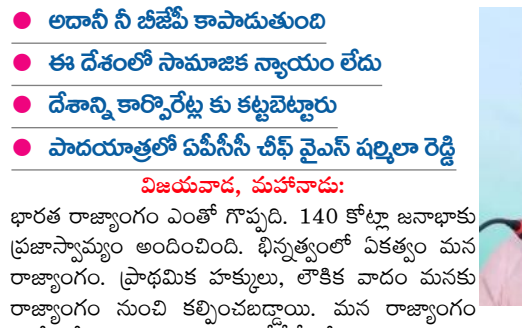 ● అదానీ నీ బీజేపీ కాపాడుతుంది
● ఈ దేశంలో సామాజిక న్యాయం లేదు
● దేశాన్ని కార్పొరేట్ల కు కట్టబెట్టారు
● పాదయాత్రలో ఏపీసీసీ చీఫ్ వైఎస్ షర్మిలా రెడ్డి
విజయవాడ, మహానాడు:
భారత రాజ్యాంగం ఎంతో గొప్పది. 140 కోట్లా జనాభాకు
ప్రజాస్వామ్యం అందించింది. భిన్నత్వంలో ఏకత్వం మన
రాజ్యాంగం. ప్రాథమిక హక్కులు, లౌకిక వాదం మనకు
రాజ్యాంగం నుంచి కల్పించబడ్డాయి. మన రాజ్యాంగం